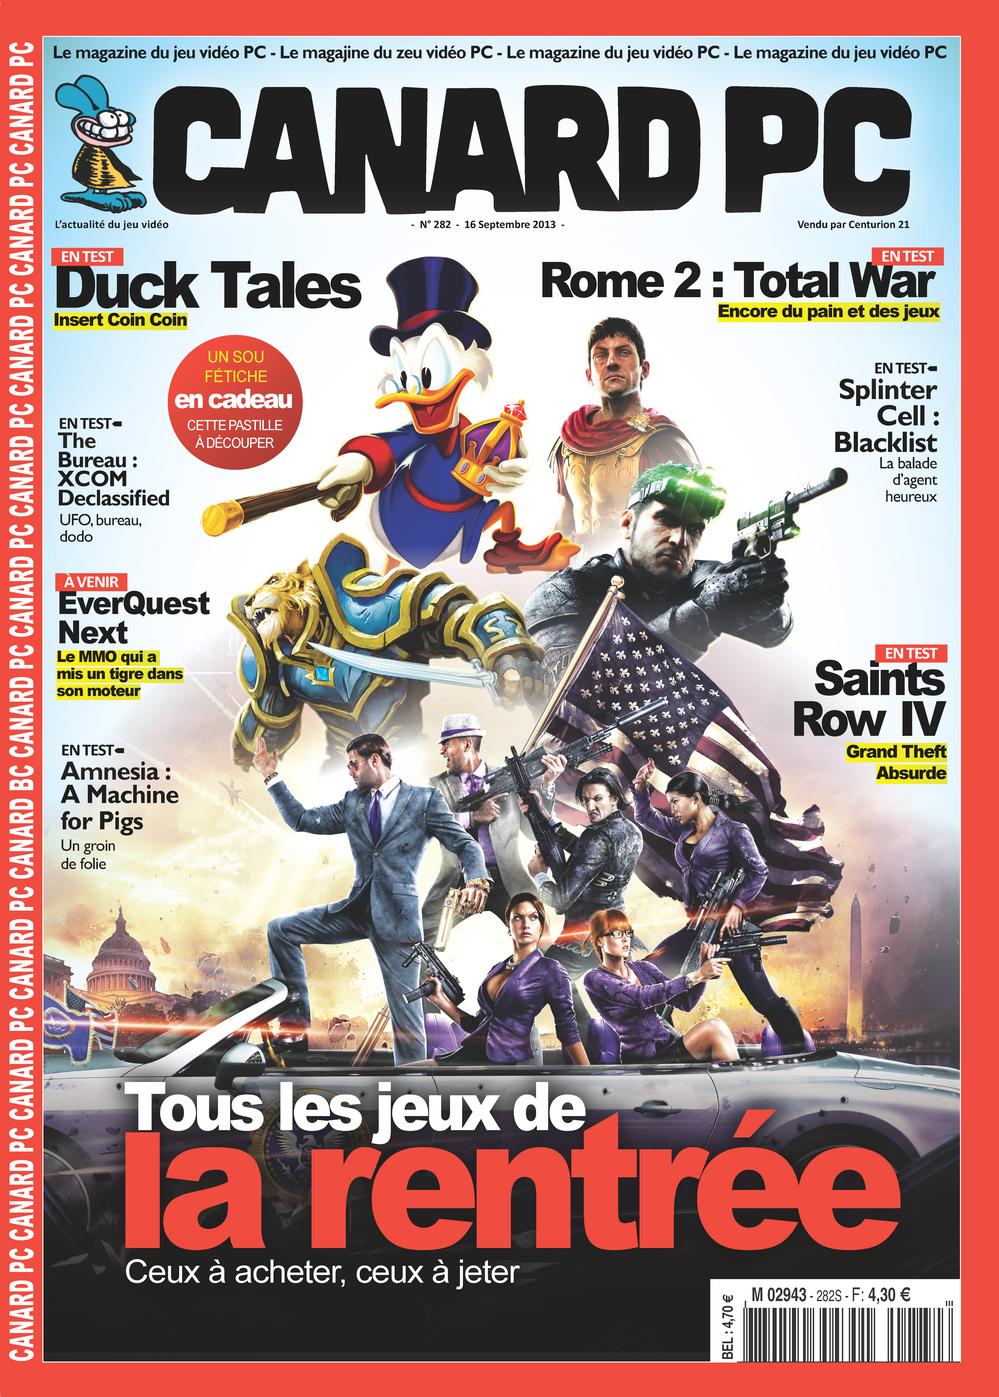 Le magazine du jeu vidéo PC - Le magajine du zeu vidéo PC - Le magazine du jeu vidéo PC - Le magazine du jeu vidéo PC
CANARD PC
L'actualité du jeu vidéo
- N° 282 - 16 Septembre 2013 -
Vendu par Centurion 21
EN TEST
Duck Tales
Insert Coin Coin
EN TEST
Rome 2 : Total War
Encore du pain et des jeux
UN SOU
FÉTICHE
en cadeau
CETTE PASTILLE
À DÉCOUPER
EN TEST
Splinter
Cell :
Blacklist
La balade
d'agent
heureux
EN TEST
The
Bureau :
XCOM
Declassified
UFO, bureau,
dodo
À VENIR
EverQuest
Next
Le MMO qui a
mis un tigre dans
son moteur
EN TEST
Saints
Row IV
Grand Theft
Absurde
EN TEST
Amnesia :
A Machine
for Pigs
Un groin
de folie
Tous les jeux de
la rentrée
Ceux à acheter, ceux à jeter
M 02943 - 282S - F: 4,30 €
BEL : 4,70 €
CANARD PC CANARD PC CANARD PC CANARD PC CANARD BC CANARD PC CANARD PC CANARD PC CANARD PC CANARD PC CANARD PC